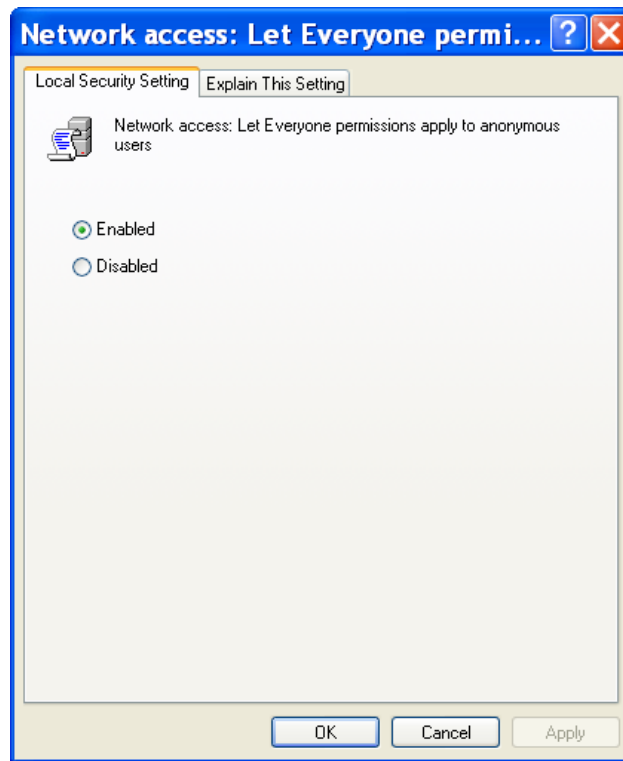 Network access: Let Everyone permi...
Local Security Setting
Explain This Setting
Network access: Let Everyone permissions apply to anonymous
users
Enabled
Disabled
OK
Cancel
Apply